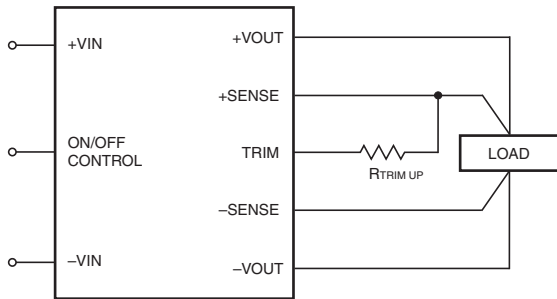 +VIN
ON/OFF
CONTROL
–VIN
+VOUT
+SENSE
TRIM
–SENSE
–VOUT
RTRIM UP
LOAD